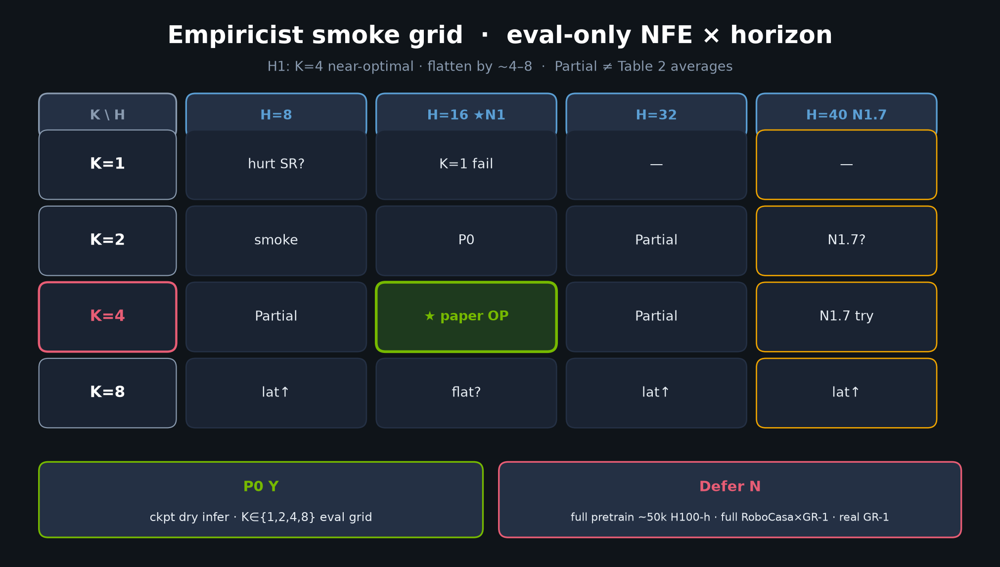 Empiricist smoke grid · eval-only NFE × horizon
H1: K=4 near-optimal · flatten by ~4–8 · Partial ≠ Table 2 averages
K \ H H=8 H=16 ★N1 H=32 H=40 N1.7
K=1 hurt SR? K=1 fail — —
K=2 smoke P0 Partial N1.7?
K=4 Partial ★ paper OP Partial N1.7 try
K=8 lat↑ flat? lat↑ lat↑
P0 Y
ckpt dry infer · K∈{1,2,4,8} eval grid
Defer N
full pretrain ~50k H100-h · full RoboCasa×GR-1 · real GR-1